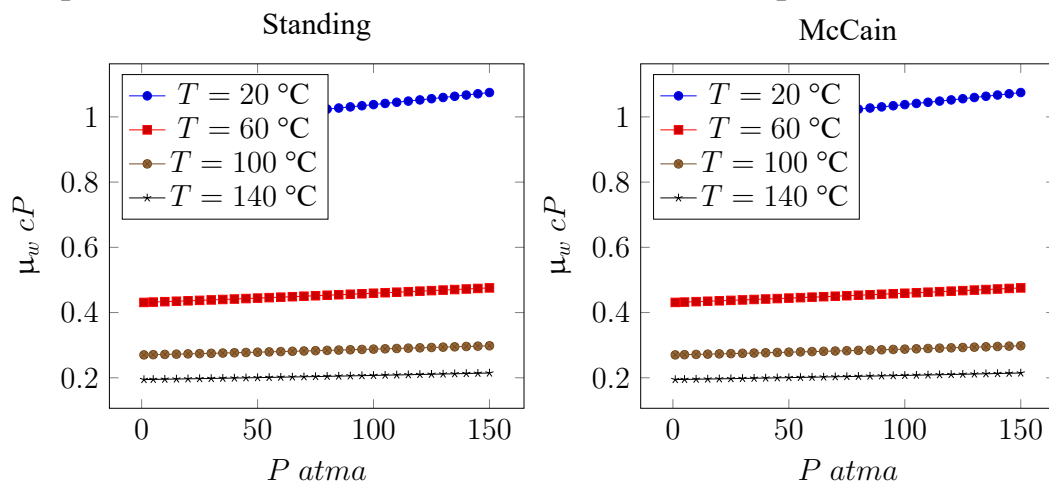 Standing
McCain
T = 20 °C
T = 60 °C
T = 100 °C
T = 140 °C
1
0.8
0.6
0.4
0.2
μw cP
0 50 100 150
P atma
T = 20 °C
T = 60 °C
T = 100 °C
T = 140 °C
1
0.8
0.6
0.4
0.2
μw cP
0 50 100 150
P atma